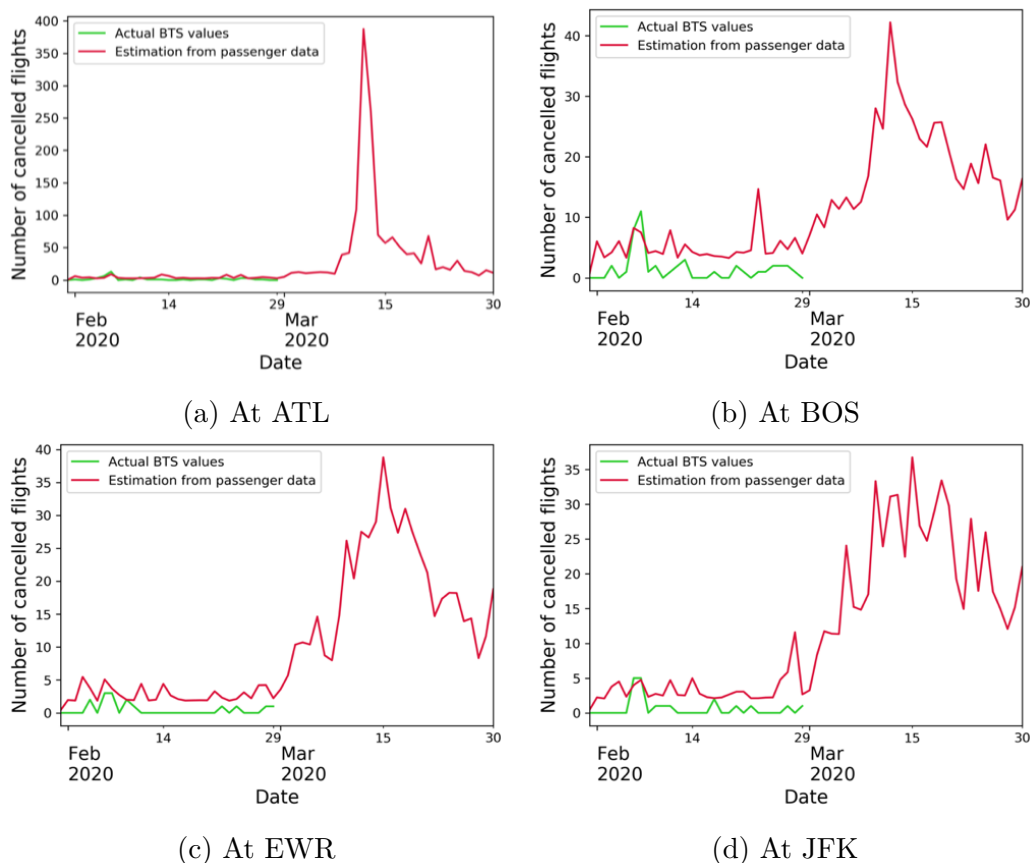 Number of cancelled flights
400
350
300
250
200
150
100
50
0
Actual BTS values
Estimation from passenger data
14
29
15
30
Feb
2020
Mar
2020
Date
(a) At ATL
Number of cancelled flights
40
30
20
10
0
Actual BTS values
Estimation from passenger data
14
29
15
30
Feb
2020
Mar
2020
Date
(b) At BOS
Number of cancelled flights
40
35
30
25
20
15
10
5
0
Actual BTS values
Estimation from passenger data
14
29
15
30
Feb
2020
Mar
2020
Date
(c) At EWR
Number of cancelled flights
35
30
25
20
15
10
5
0
Actual BTS values
Estimation from passenger data
14
29
15
30
Feb
2020
Mar
2020
Date
(d) At JFK